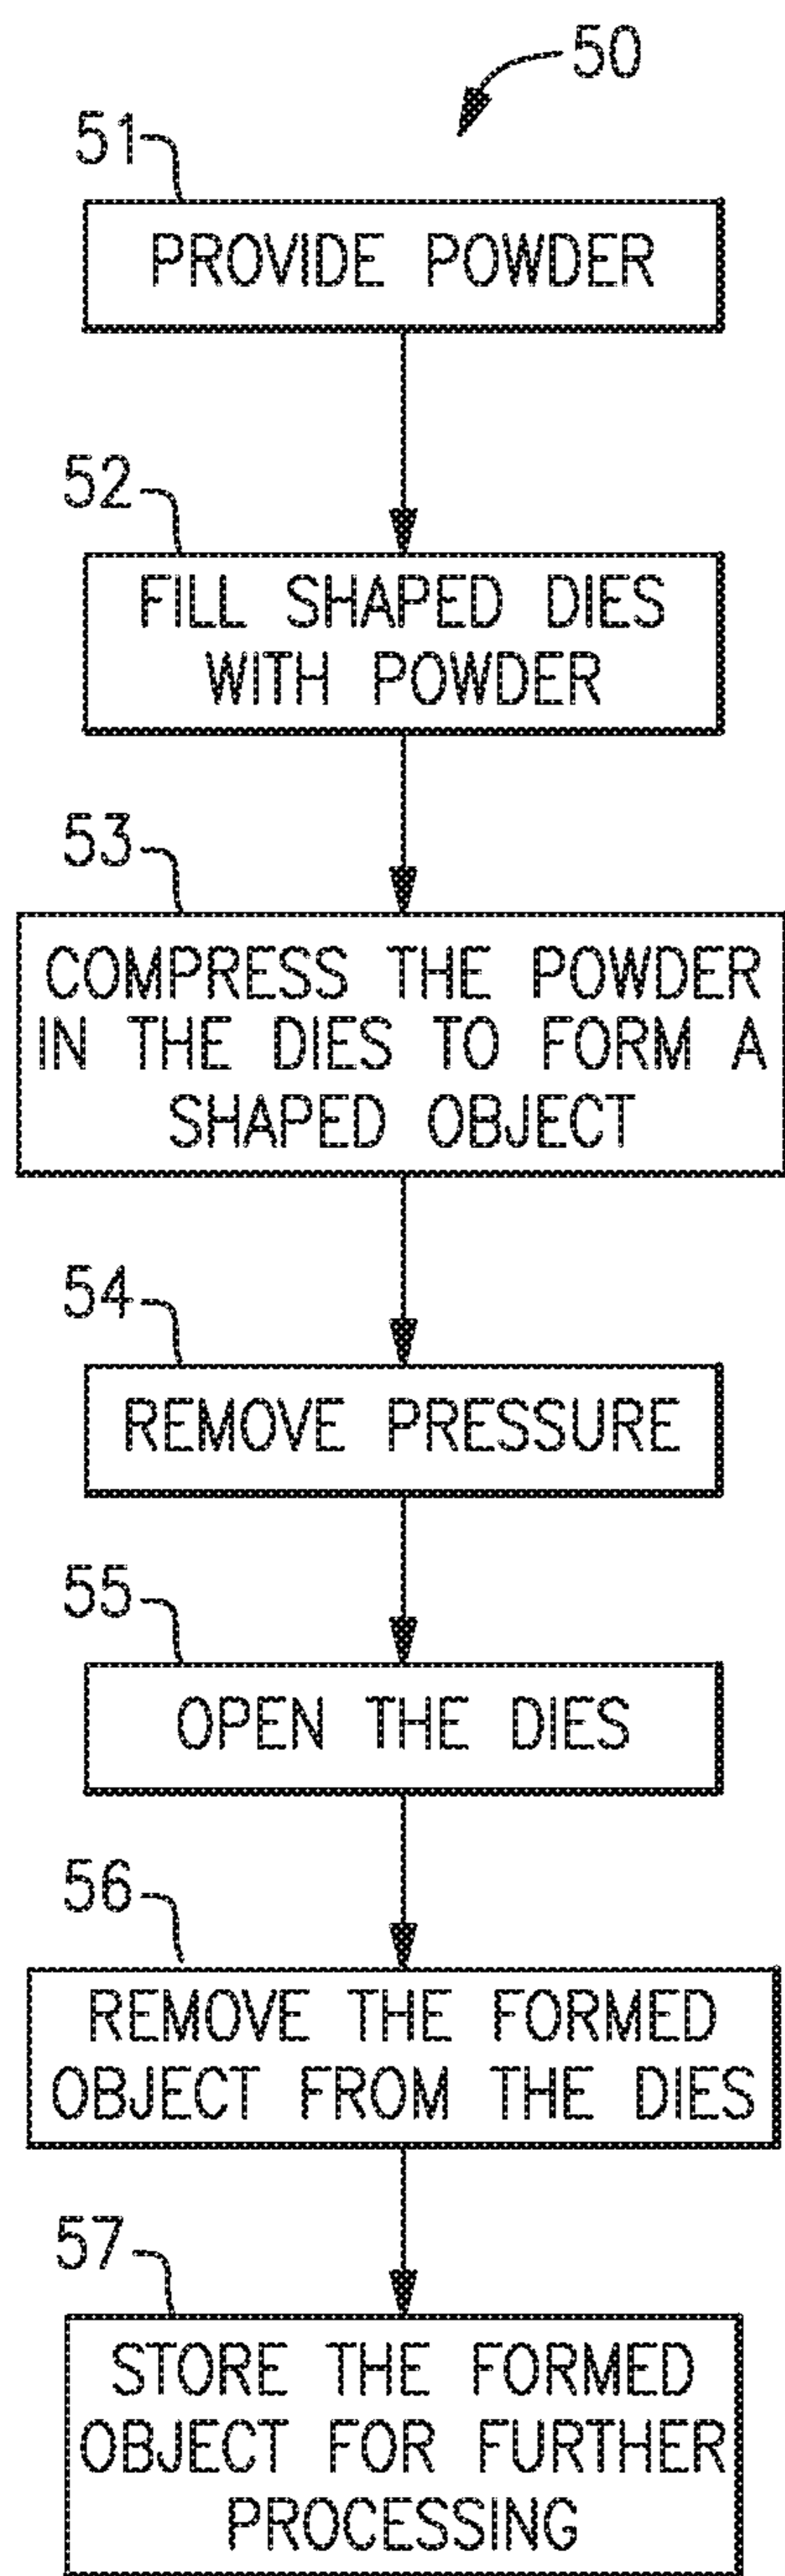 50
51
PROVIDE POWDER
52
FILL SHAPED DIES
WITH POWDER
53
COMPRESS THE POWDER
IN THE DIES TO FORM A
SHAPED OBJECT
54
REMOVE PRESSURE
55
OPEN THE DIES
56
REMOVE THE FORMED
OBJECT FROM THE DIES
57
STORE THE FORMED
OBJECT FOR FURTHER
PROCESSING